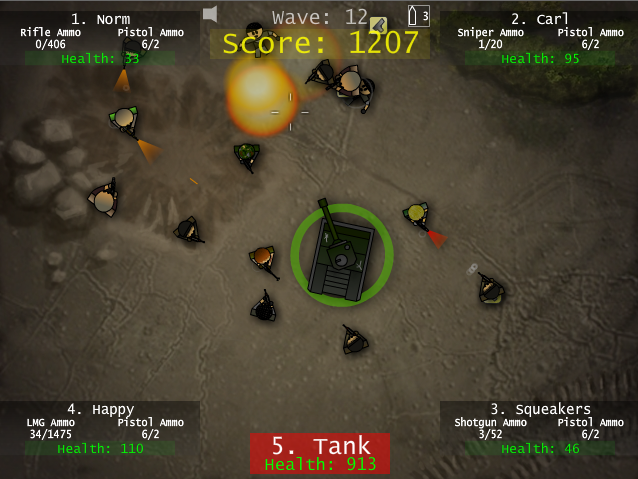 1. Norm
Rifle Ammo Pistol Ammo
0/406 6/2
Health: 33
Wave: 12
3
Score: 1207
2. Carl
Sniper Ammo Pistol Ammo
1/20 6/2
Health: 95
4. Happy
LMG Ammo Pistol Ammo
34/1475 6/2
Health: 110
5. Tank
Health: 913
3. Squeakers
Shotgun Ammo Pistol Ammo
3/52 6/2
Health: 46